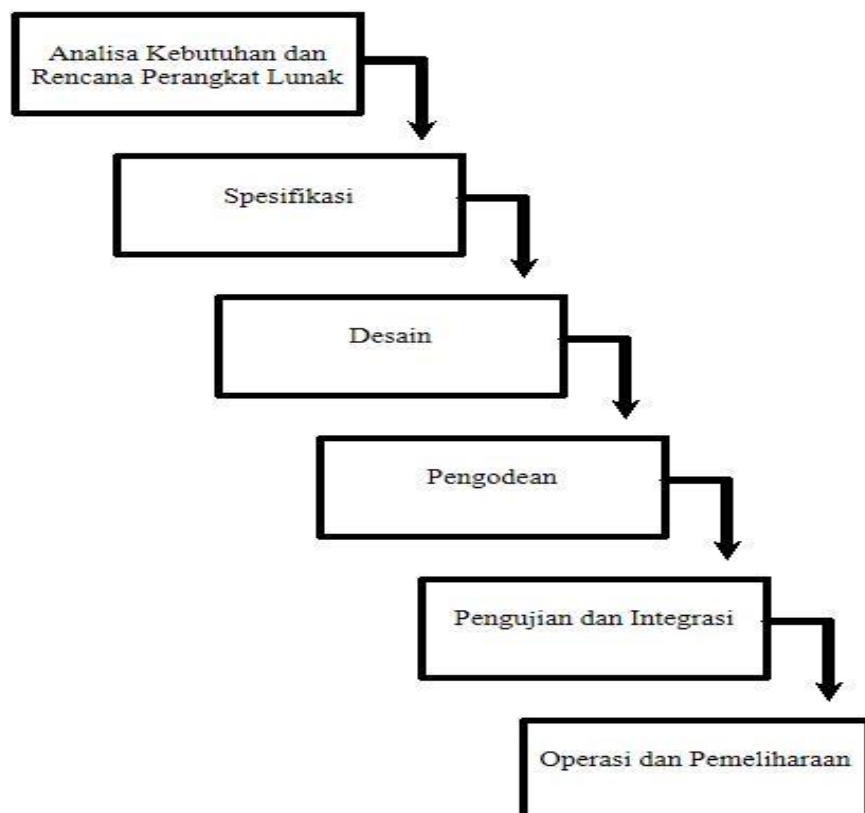 Analisa Kebutuhan dan
Rencana Perangkat Lunak
Spesifikasi
Desain
Pengodean
Pengujian dan Integrasi
Operasi dan Pemeliharaan